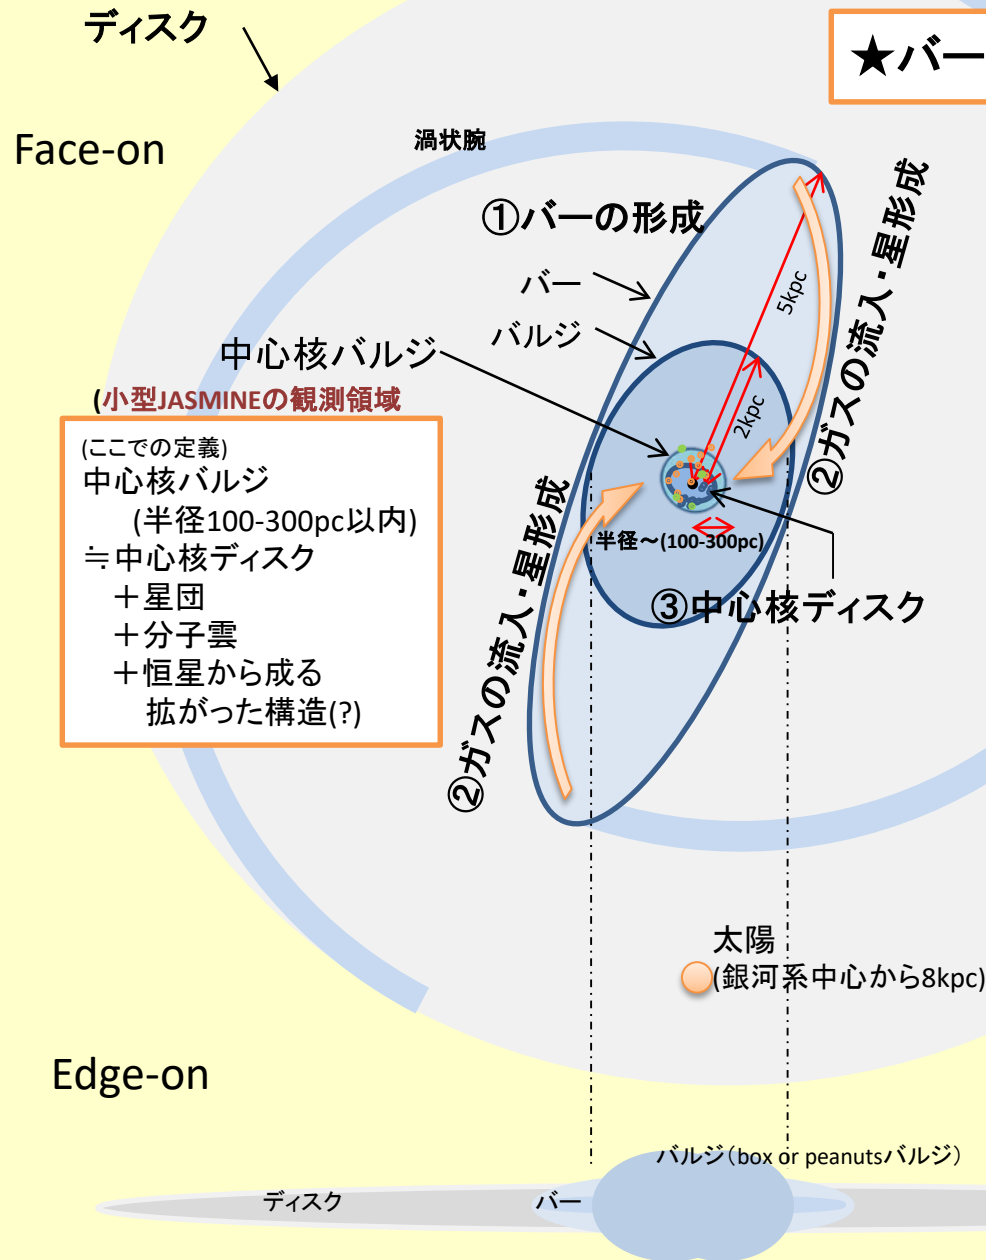 ディスク
★バー
Face-on
渦状腕
①バーの形成
バー
バルジ
中心核バルジ
(小型JASMINEの観測領域
(ここでの定義)
中心核バルジ
(半径100-300pc以内)
≒中心核ディスク
＋星団
＋分子雲
＋恒星から成る
拡がった構造(?)
5kpc
2kpc
②ガスの流入・星形成
②ガスの流入・星形成
半径～(100-300pc)
③中心核ディスク
太陽
(銀河系中心から8kpc)
Edge-on
バルジ（box or peanutsバルジ）
ディスク
バー